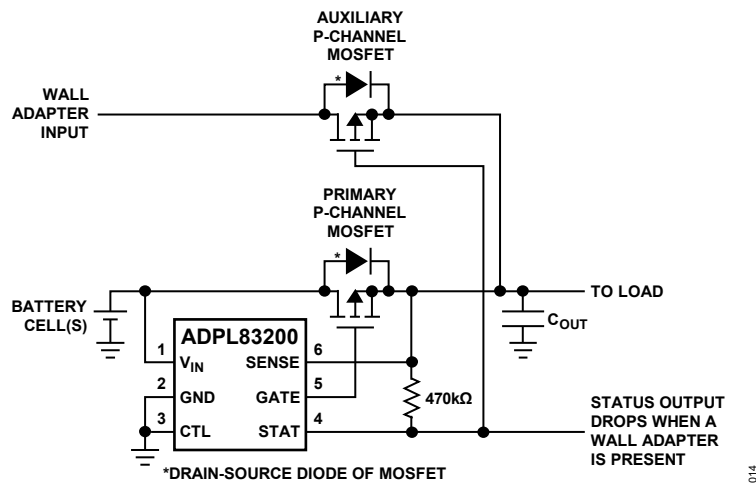 AUXILIARY
P-CHANNEL
MOSFET
*
WALL
ADAPTER
INPUT
PRIMARY
P-CHANNEL
MOSFET
*
TO LOAD
BATTERY
CELL(S)
COUT
ADPL83200
1 VIN SENSE 6
2 GND GATE 5
3 CTL STAT 4
470kΩ
STATUS OUTPUT
DROPS WHEN A
WALL ADAPTER
IS PRESENT
*DRAIN-SOURCE DIODE OF MOSFET
014